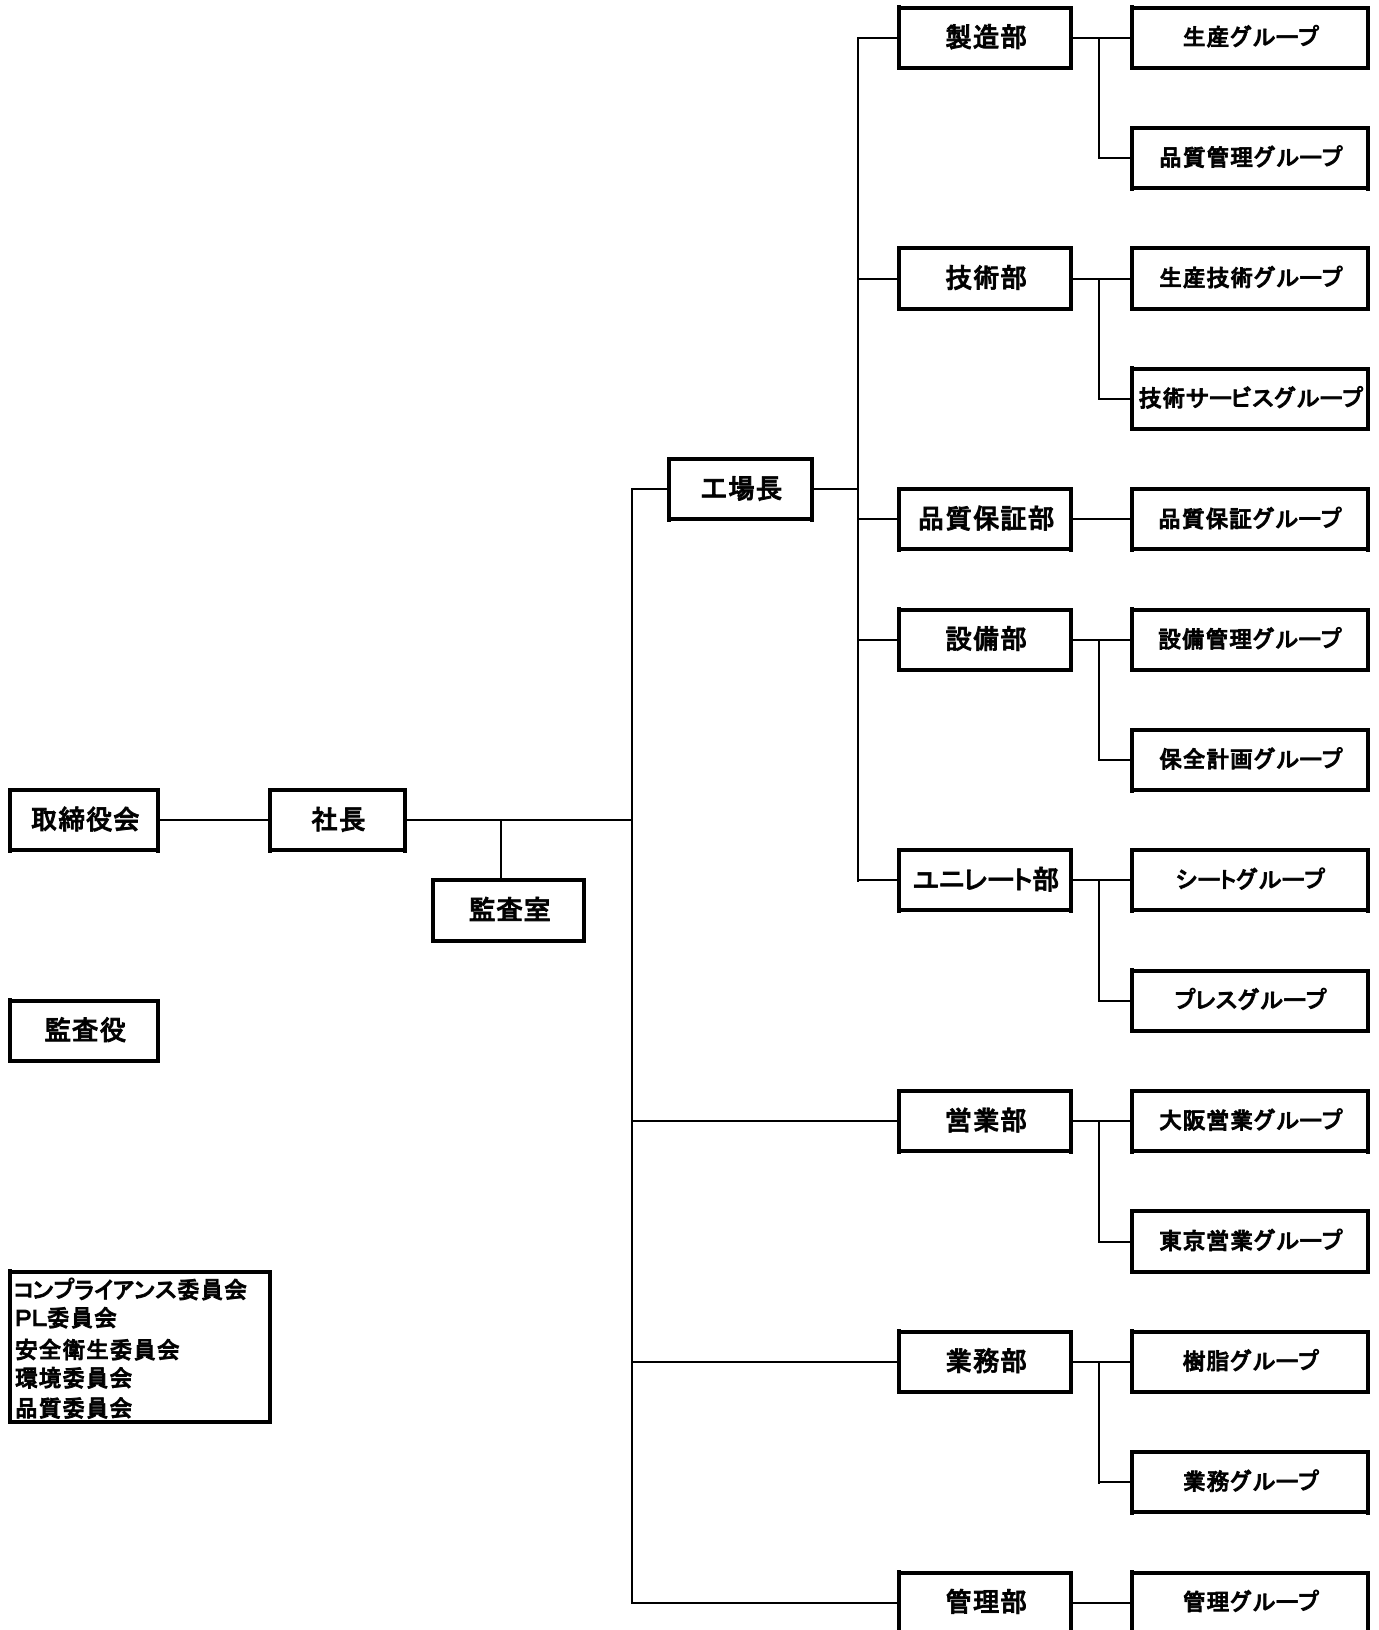 製造部
生産グループ
品質管理グループ
技術部
生産技術グループ
技術サービスグループ
工場長
品質保証部
品質保証グループ
設備部
設備管理グループ
保全計画グループ
取締役会
社長
監査室
ユニレート部
シートグループ
プレスグループ
監査役
営業部
大阪営業グループ
東京営業グループ
コンプライアンス委員会
PL委員会
安全衛生委員会
環境委員会
品質委員会
業務部
樹脂グループ
業務グループ
管理部
管理グループ